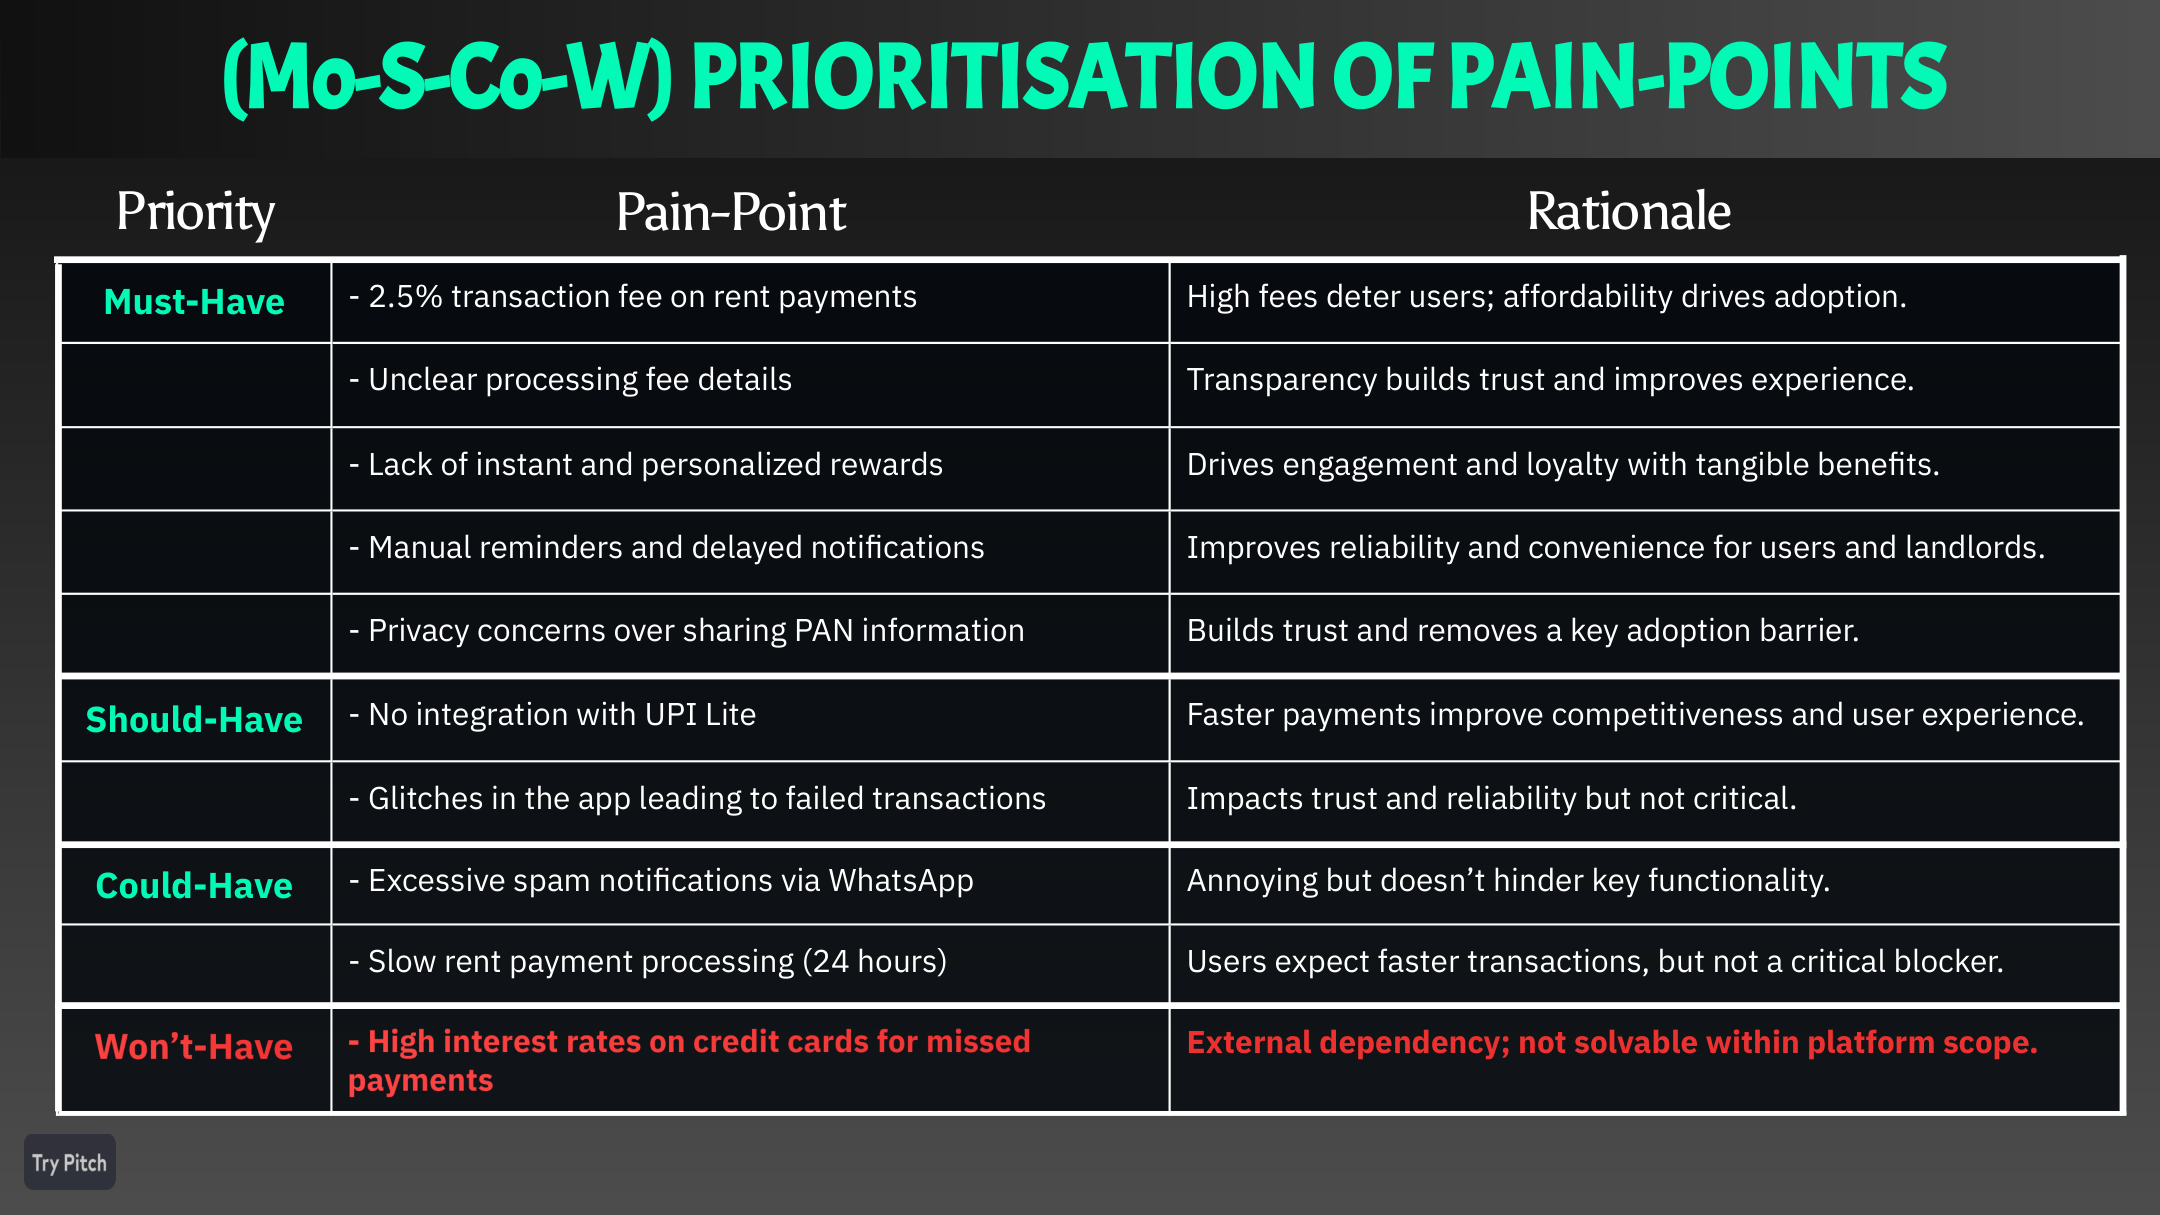 (Mo-S-Co-W) PRIORITISATION OF PAIN-POINTS
Priority Pain-Point Rationale
Must-Have - 2.5% transaction fee on rent payments High fees deter users; affordability drives adoption.
- Unclear processing fee details Transparency builds trust and improves experience.
- Lack of instant and personalized rewards Drives engagement and loyalty with tangible benefits.
- Manual reminders and delayed notifications Improves reliability and convenience for users and landlords.
- Privacy concerns over sharing PAN information Builds trust and removes a key adoption barrier.
Should-Have - No integration with UPI Lite Faster payments improve competitiveness and user experience.
- Glitches in the app leading to failed transactions Impacts trust and reliability but not critical.
Could-Have - Excessive spam notifications via WhatsApp Annoying but doesn’t hinder key functionality.
- Slow rent payment processing (24 hours) Users expect faster transactions, but not a critical blocker.
Won’t-Have - High interest rates on credit cards for missed External dependency; not solvable within platform scope.
payments
Try Pitch